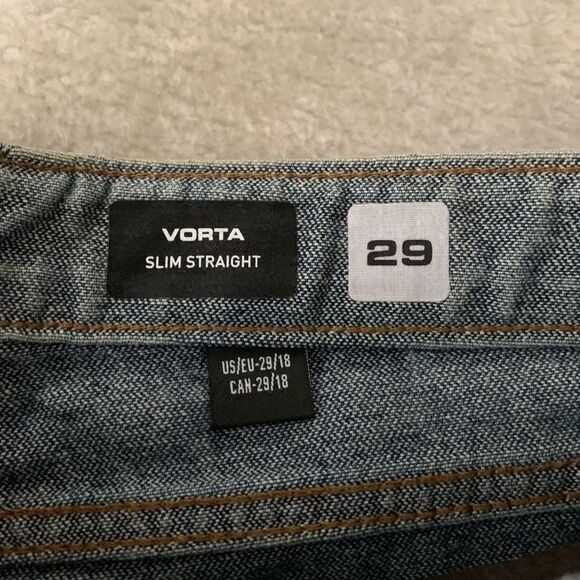 VORTA
SLIM STRAIGHT
29
US/EU-29/18
CAN-29/18